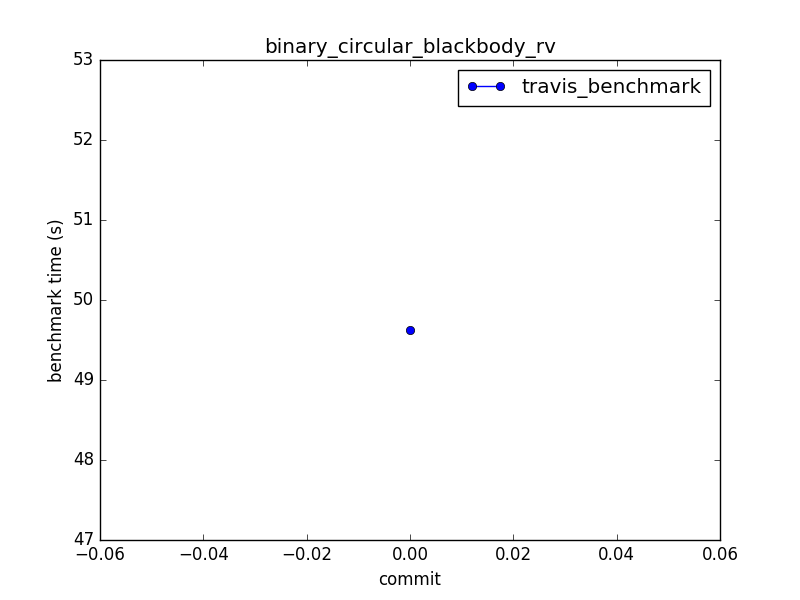 binary_circular_blackbody_rv
travis_benchmark
53
52
51
50
49
48
47
benchmark time (s)
−0.06 −0.04 −0.02 0.00 0.02 0.04 0.06
commit